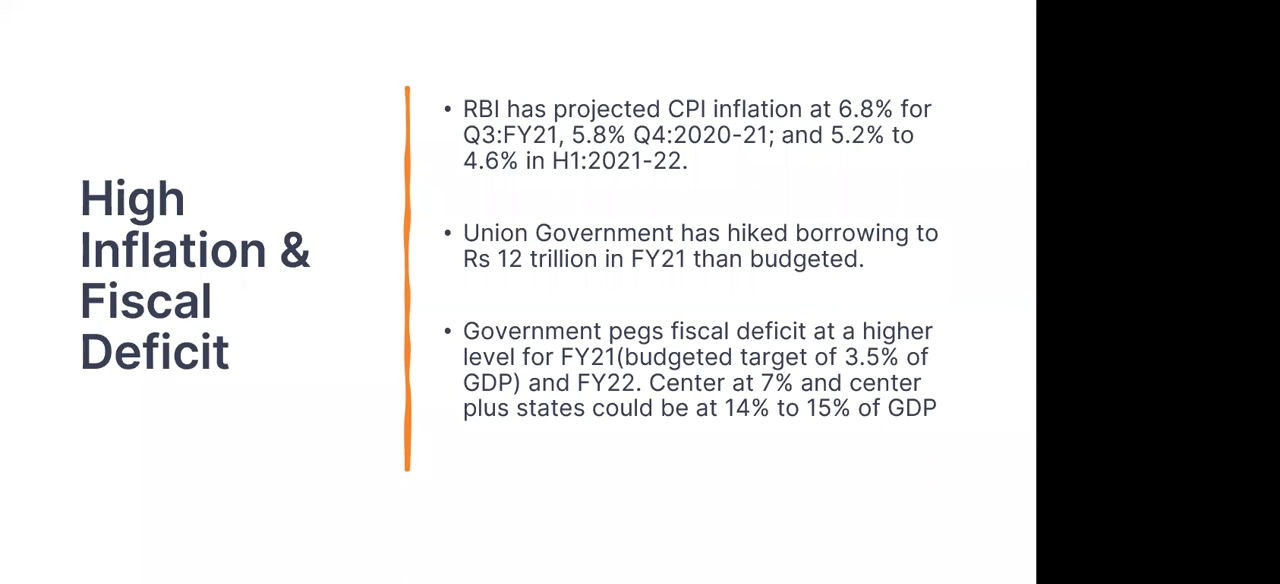 High
Inflation &
Fiscal
Deficit
• RBI has projected CPI inflation at 6.8% for
Q3:FY21, 5.8% Q4:2020-21; and 5.2% to
4.6% in H1:2021-22.
• Union Government has hiked borrowing to
Rs 12 trillion in FY21 than budgeted.
• Government pegs fiscal deficit at a higher
level for FY21(budgeted target of 3.5% of
GDP) and FY22. Center at 7% and center
plus states could be at 14% to 15% of GDP